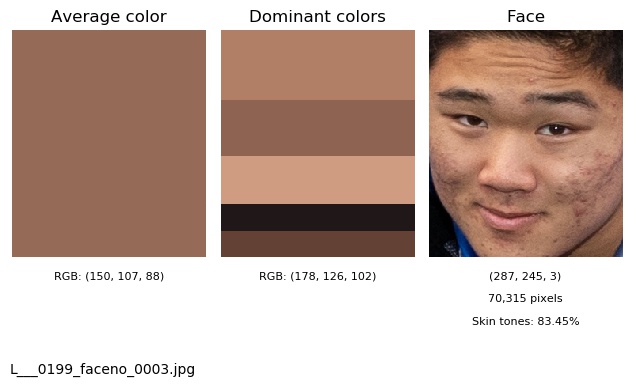 Average color
Dominant colors
Face
RGB: (150, 107, 88)
RGB: (178, 126, 102)
(287, 245, 3)
70,315 pixels
Skin tones: 83.45%
L___0199_faceno_0003.jpg